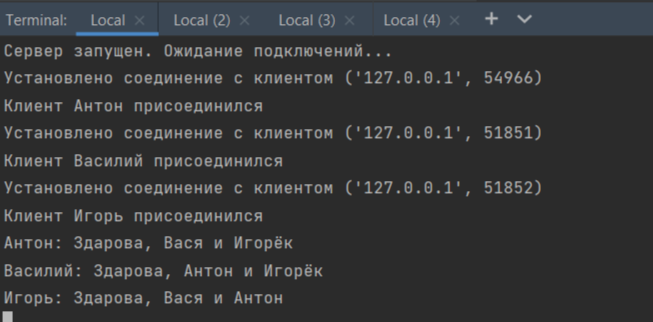 Terminal: Local × Local (2) × Local (3) × Local (4) × +
Сервер запущен. Ожидание подключений...
Установлено соединение с клиентом ('127.0.0.1', 54966)
Клиент Антон присоединился
Установлено соединение с клиентом ('127.0.0.1', 51851)
Клиент Василий присоединился
Установлено соединение с клиентом ('127.0.0.1', 51852)
Клиент Игорь присоединился
Антон: Здарова, Вася и Игорёк
Василий: Здарова, Антон и Игорёк
Игорь: Здарова, Вася и Антон